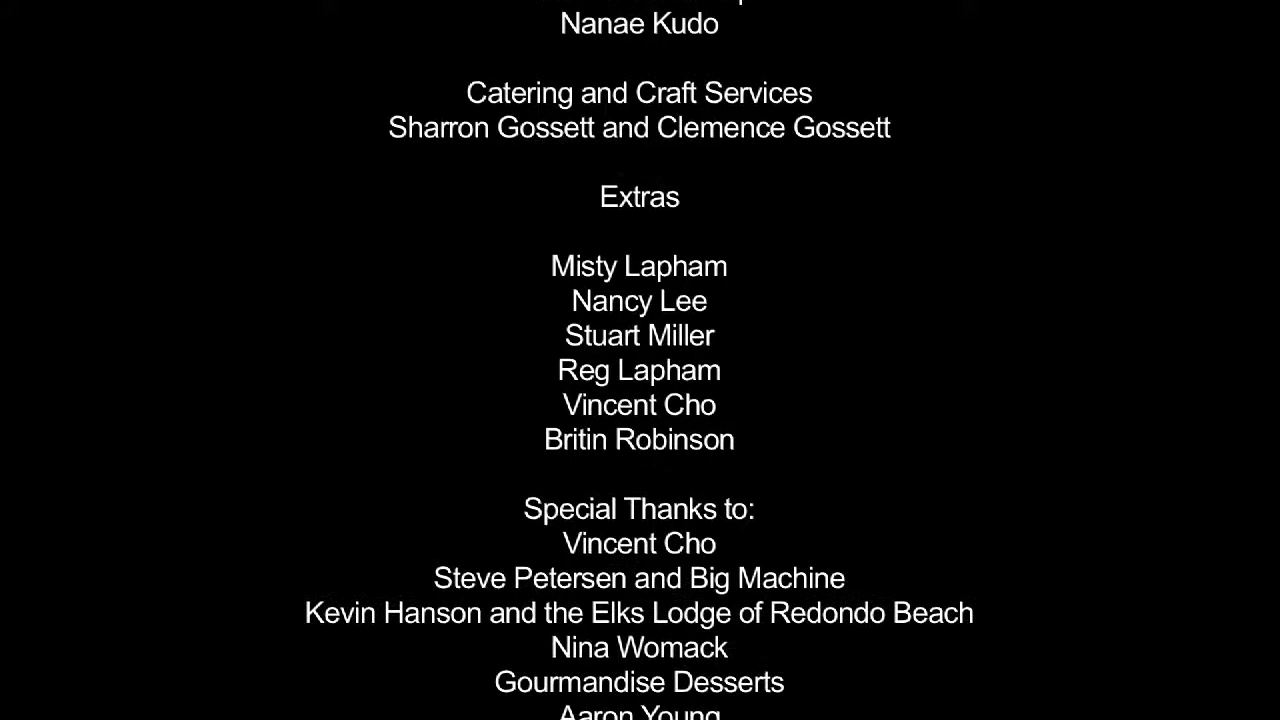 Nanae Kudo
Catering and Craft Services
Sharron Gossett and Clemence Gossett
Extras
Misty Lapham
Nancy Lee
Stuart Miller
Reg Lapham
Vincent Cho
Britin Robinson
Special Thanks to:
Vincent Cho
Steve Petersen and Big Machine
Kevin Hanson and the Elks Lodge of Redondo Beach
Nina Womack
Gourmandise Desserts
Aaron Young